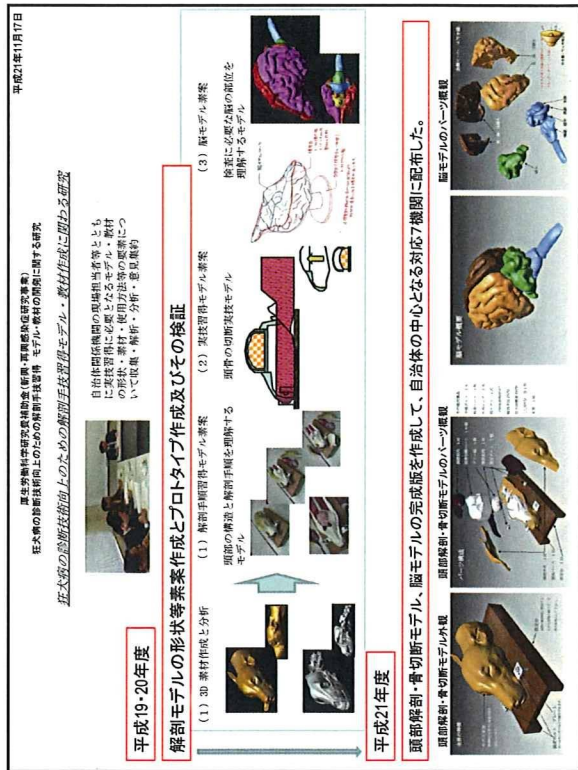 平成21年11月17日
厚生労働科学研究費補助金(新興・再興感染症研究事業)
狂犬病の診断技術向上のための解剖手技習得 モデル・教材の開発に関する研究
狂犬病の診断技術向上のための解剖手技習得モデル・教材作成に関わる研究
自治体関係機関の現場担当者等ととも
に実技習得に必要となるモデル・教材
の形状・素材・使用方法等の要素につ
いて収集・解析・分析・意見集約
平成19・20年度
解剖モデルの形状等素案作成とプロトタイプ作成及びその検証
(1)3D 素材作成と分析
(1)解剖手順習得モデル素案
頭部の構造と解剖手順を理解する
モデル
(2)実技習得モデル素案
頭骨の切断実技モデル
(3)脳モデル素案
検査に必要な脳の部位を
理解するモデル
平成21年度
頭部解剖・骨切断モデル、脳モデルの完成版を作成して、自治体の中心となる対応7機関に配布した。
頭部解剖・骨切断モデル外観
頭部解剖・骨切断モデルのパーツ概観
パーツ構成
脳モデル概要
脳モデルのパーツ概観